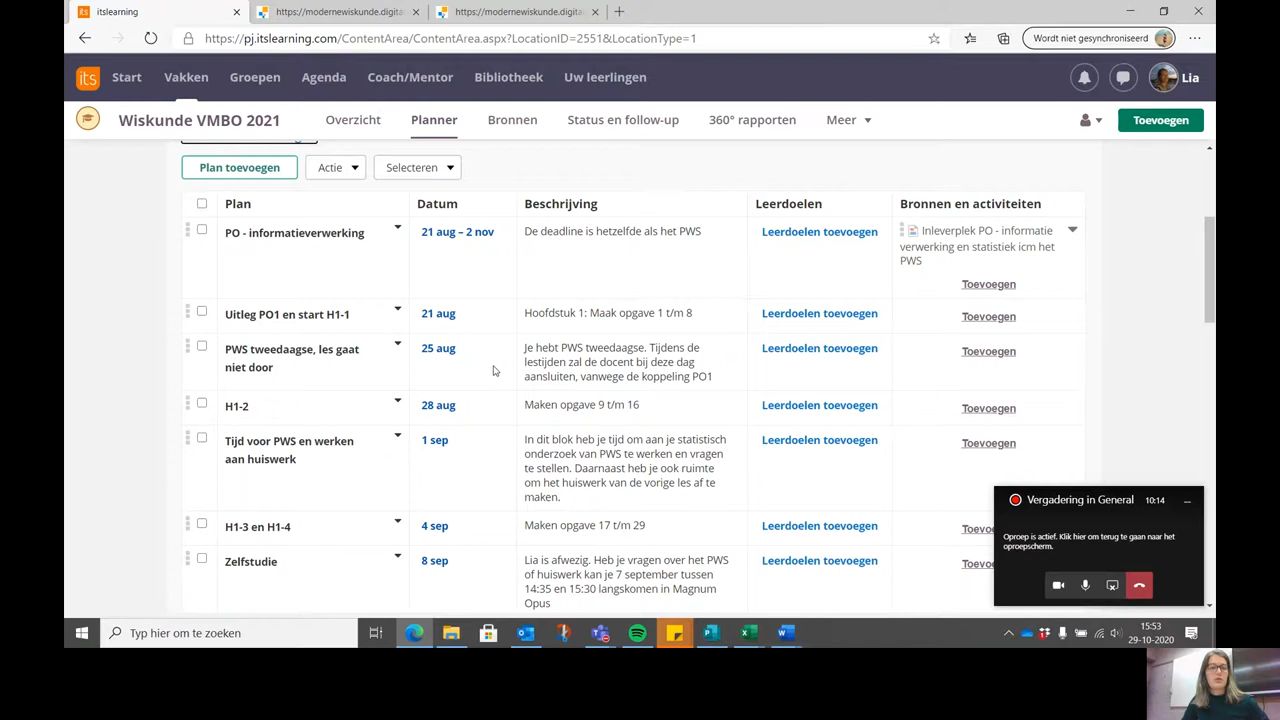 itslearning
https://modernewiskunde.digital
https://modernewiskunde.digita
https://pj.itslearning.com/ContentArea/ContentArea.aspx?LocationID=2551&LocationType=1
Wordt niet gesynchroniseerd
its Start Vakken Groepen Agenda Coach/Mentor Bibliotheek Uw leerlingen Lia
Wiskunde VMBO 2021 Overzicht Planner Bronnen Status en follow-up 360° rapporten Meer Toevoegen
Plan toevoegen Actie Selecteren
Plan Datum Beschrijving Leerdoelen Bronnen en activiteiten
PO - informatieverwerking 21 aug – 2 nov De deadline is hetzelfde als het PWS Leerdoelen toevoegen Inleverplek PO - informatie
verwerking en statistiek icm het
PWS
Toevoegen
Uitleg PO1 en start H1-1 21 aug Hoofdstuk 1: Maak opgave 1 t/m 8 Leerdoelen toevoegen Toevoegen
PWS tweedaagse, les gaat
niet door
25 aug
Je hebt PWS tweedaagse. Tijdens de
lestijden zal de docent bij deze dag
aansluiten, vanwege de koppeling PO1
Leerdoelen toevoegen Toevoegen
H1-2 28 aug Maken opgave 9 t/m 16 Leerdoelen toevoegen Toevoegen
Tijd voor PWS en werken
aan huiswerk
1 sep
In dit blok heb je tijd om aan je statistisch
onderzoek van PWS te werken en vragen
te stellen. Daarnaast heb je ook ruimte
om het huiswerk van de vorige les af te
maken.
Leerdoelen toevoegen Toevoegen
H1-3 en H1-4 4 sep Maken opgave 17 t/m 29 Leerdoelen toevoegen Toevo
Zelfstudie 8 sep
Lia is afwezig. Heb je vragen over het PWS
of huiswerk kan je 7 september tussen
14:35 en 15:30 langskomen in Magnum
Opus
Leerdoelen toevoegen Toevo
Vergadering in General 10:14
Oproep is actief. Klik hier om terug te gaan naar het
oproepscherm.
Typ hier om te zoeken
15:53
29-10-2020